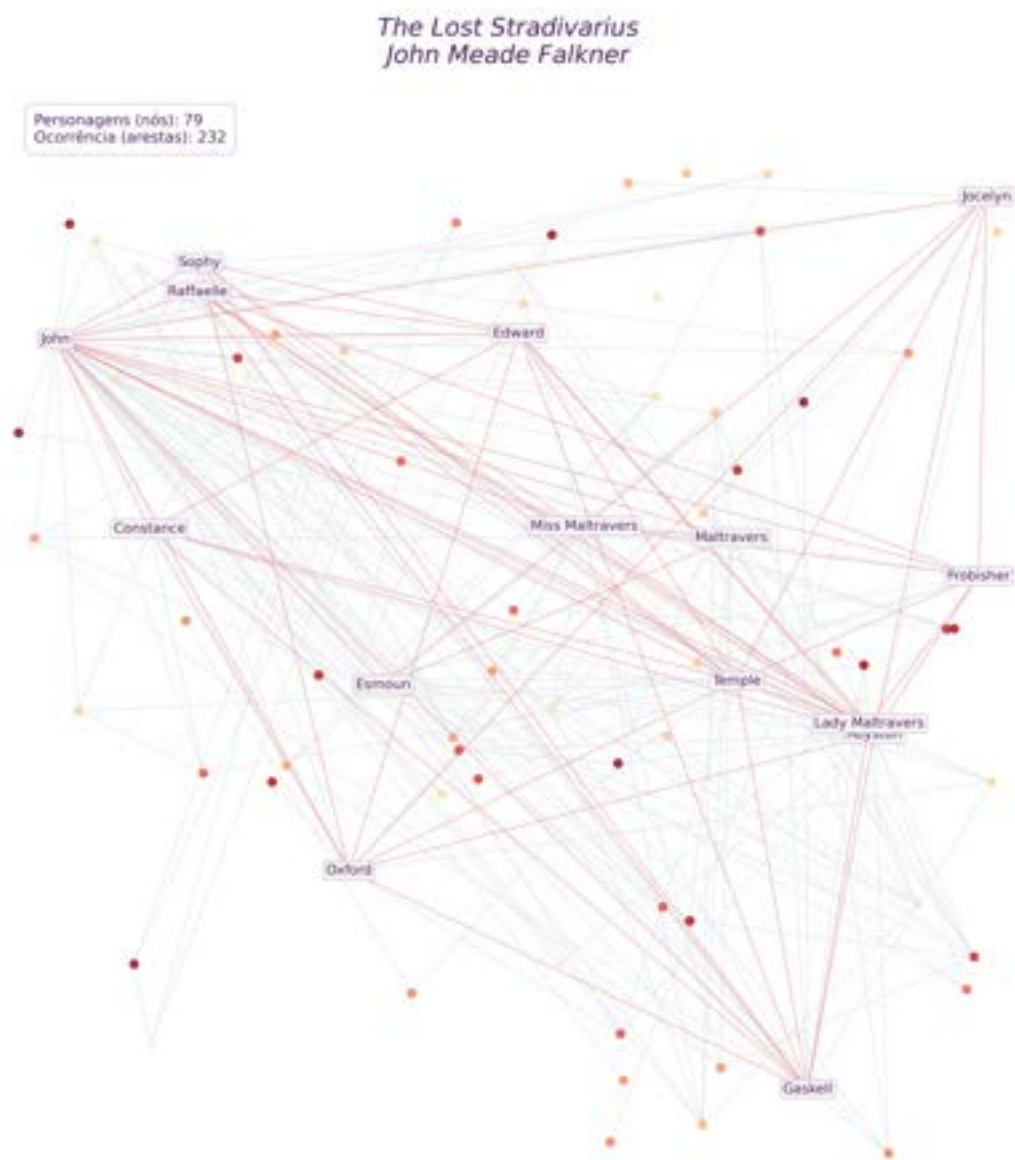 The Lost Stradivarius
John Meade Falkner
Personagens (nós): 79
Ocorrência (arestas): 232
Jocelyn
Sophy
Raffaelle
John
Edward
Constance
Miss Maltravers
Maltravers
Frobisher
Esmoun
Temple
Lady Maltravers
Oxford
Gaskell